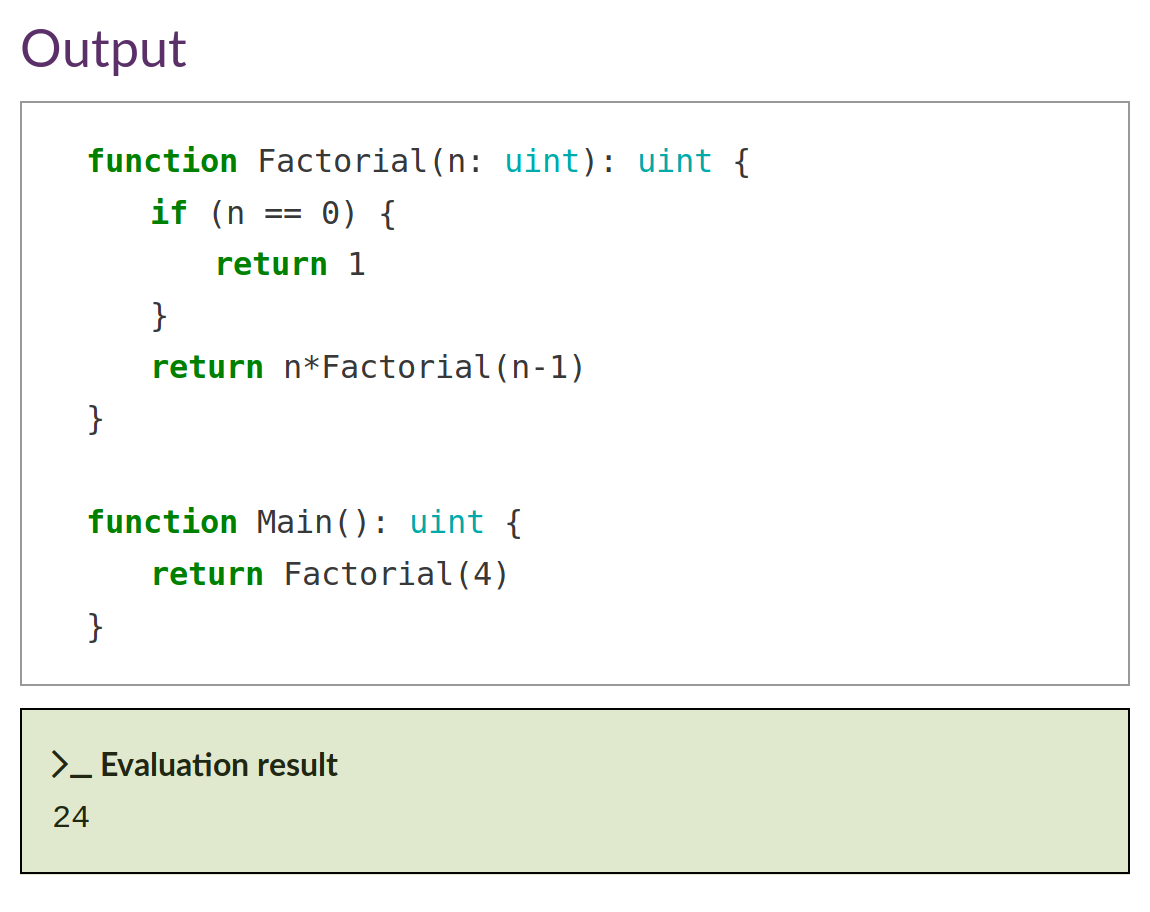 Output
function Factorial(n: uint): uint {
if (n == 0) {
return 1
}
return n*Factorial(n-1)
}
function Main(): uint {
return Factorial(4)
}
>_ Evaluation result
24